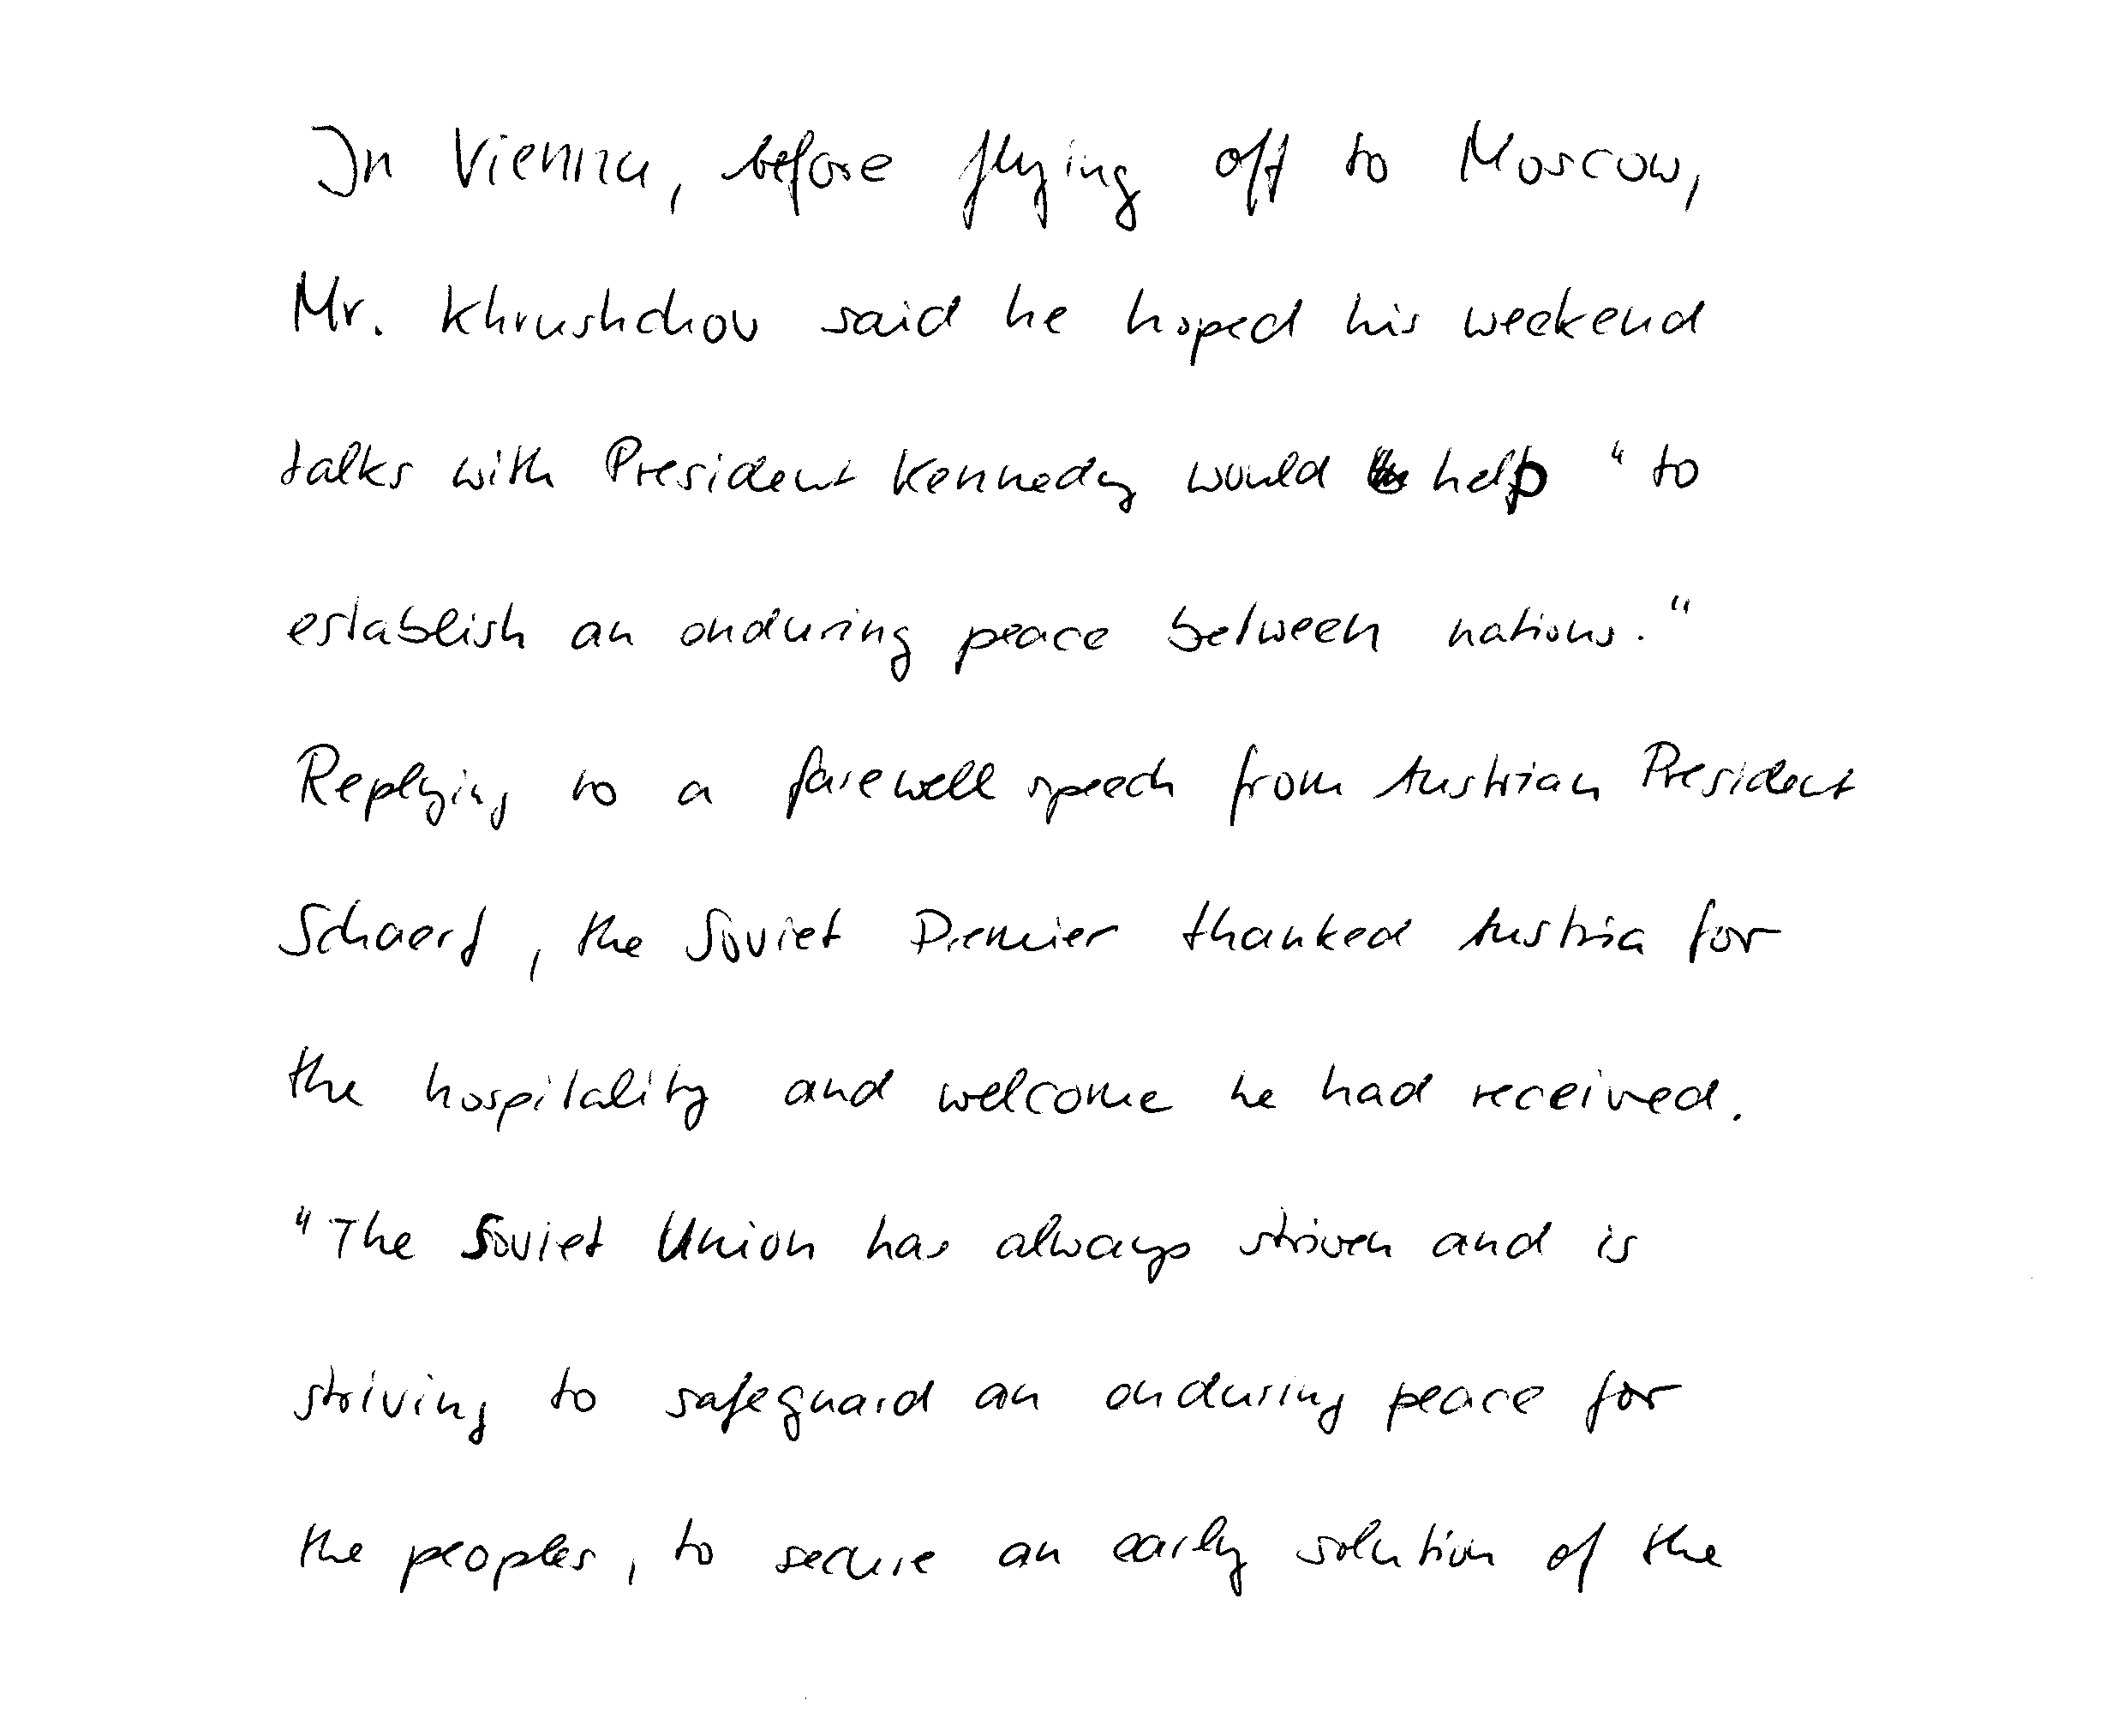 In Vienna, before flying off to Moscow,
Mr. Khrushchov said he hoped his weekend
talks with President Kennedy would help "to
establish an enduring peace between nations."
Replying to a farewell speech from Austrian President
Schaerf, the Soviet Premier thanked Austria for
the hospitality and welcome he had received.
"The Soviet Union has always striven and is
striving to safeguard an enduring peace for
the peoples, to secure an early solution of the